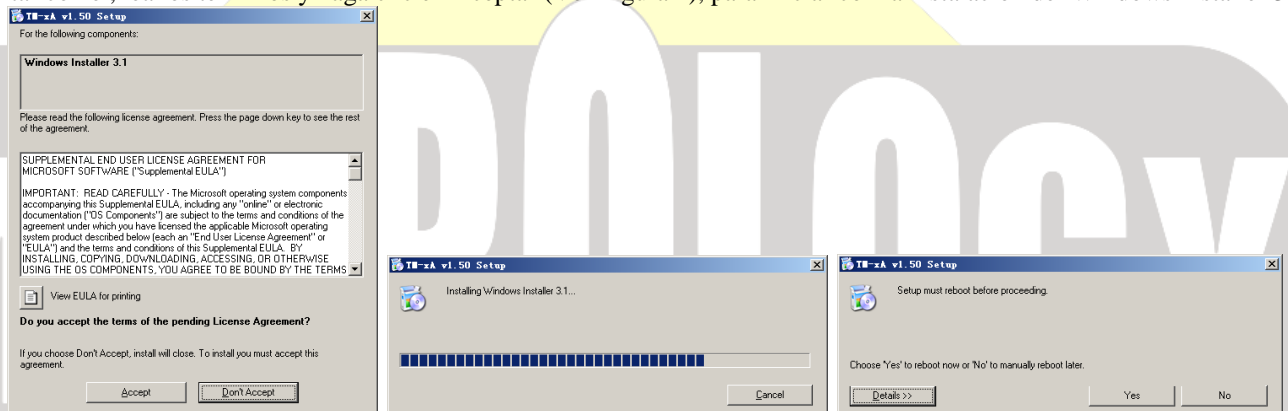 TM-xA v1.50 Setup
For the following components:
Windows Installer 3.1
Please read the following license agreement. Press the page down key to see the rest
of the agreement.
SUPPLEMENTAL END USER LICENSE AGREEMENT FOR
MICROSOFT SOFTWARE ("Supplemental EULA")
IMPORTANT: READ CAREFULLY - The Microsoft operating system components
accompanying this Supplemental EULA, including any "online" or electronic
documentation ("OS Components") are subject to the terms and conditions of the
agreement under which you have licensed the applicable Microsoft operating
system product described below (each an "End User License Agreement" or
"EULA") and the terms and conditions of this Supplemental EULA. BY
INSTALLING, COPYING, DOWNLOADING, ACCESSING, OR OTHERWISE
USING THE OS COMPONENTS, YOU AGREE TO BE BOUND BY THE TERMS
View EULA for printing
Do you accept the terms of the pending License Agreement?
If you choose Don't Accept, install will close. To install you must accept this
agreement.
Accept
Don't Accept
TM-xA v1.50 Setup
Installing Windows Installer 3.1...
Cancel
TM-xA v1.50 Setup
Setup must reboot before proceeding.
Choose 'Yes' to reboot now or 'No' to manually reboot later.
Details >>
Yes
No